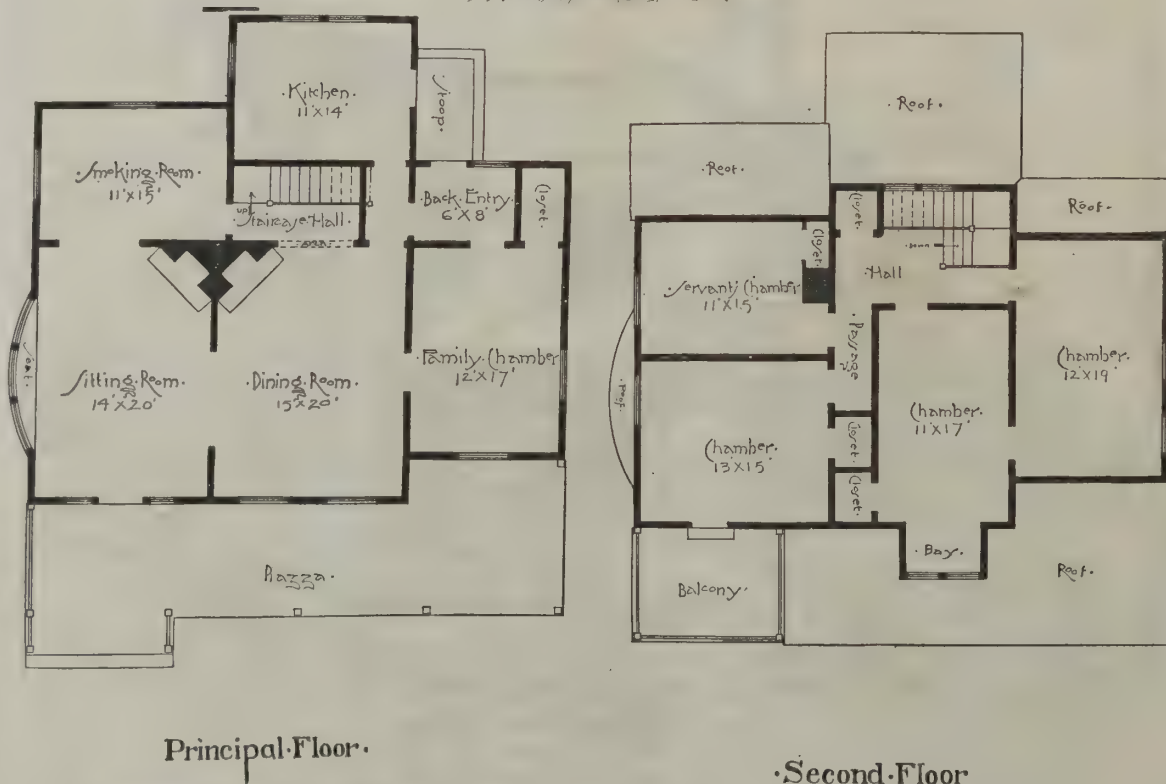 ·Kitchen·
11'X14'
Stoop·
·Smoking·Room·
11'X15'
up
·Staircase·Hall·
·Back·Entry·
6'X8'
Closet·
Seat·
·Sitting·Room·
14'X20'
·Dining·Room·
15'X20'
·Family·Chamber
12'X17'
Piazza·
Principal·Floor·
·Roof·
·Roof·
Roof·
Closet·
Closet·
down
·Hall
·Servants Chamber
11'X15'
Passage
Chamber·
12'X19'
·Roof·
Chamber·
11'X17'
Chamber·
13'X15'
Closet·
Closet·
·Bay·
Balcony·
Roof·
·Second·Floor